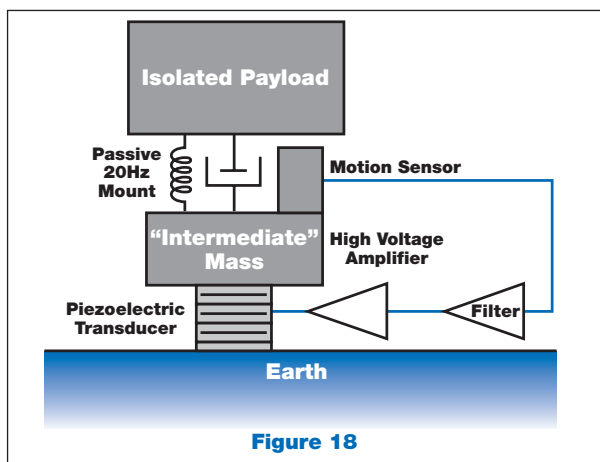 Isolated Payload
Passive
20Hz
Mount
Motion Sensor
“Intermediate”
Mass
High Voltage
Amplifier
Piezoelectric
Transducer
Filter
Earth
Figure 18